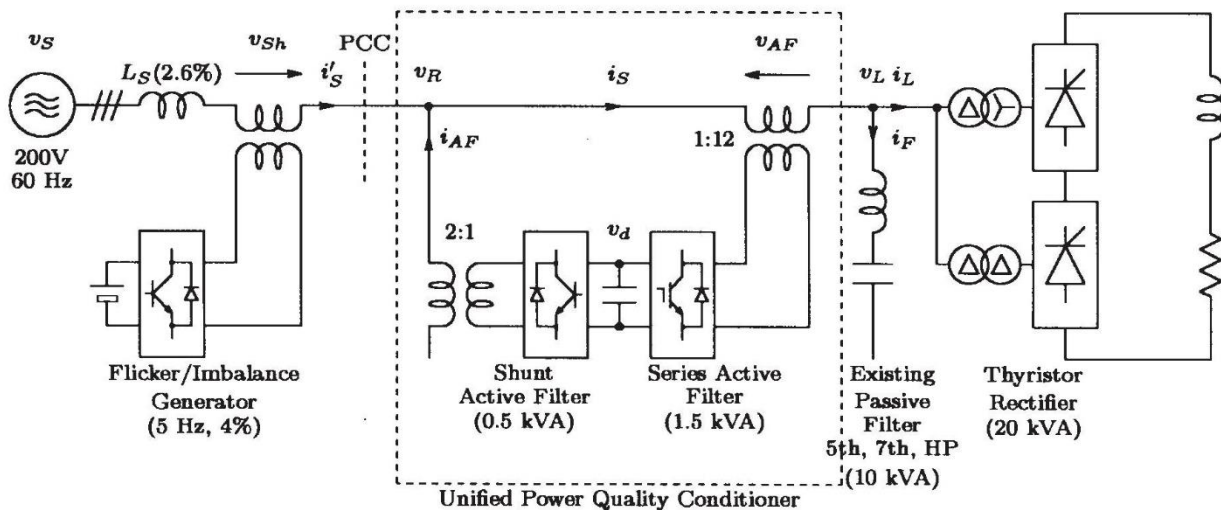 v_S
v_Sh
PCC
v_AF
L_S(2.6%)
i'_S
v_R
i_S
v_L i_L
i_AF
1:12
i_F
200V
60 Hz
2:1
v_d
Flicker/Imbalance
Generator
(5 Hz, 4%)
Shunt
Active Filter
(0.5 kVA)
Series Active
Filter
(1.5 kVA)
Existing
Passive
Filter
5th, 7th, HP
(10 kVA)
Thyristor
Rectifier
(20 kVA)
Unified Power Quality Conditioner